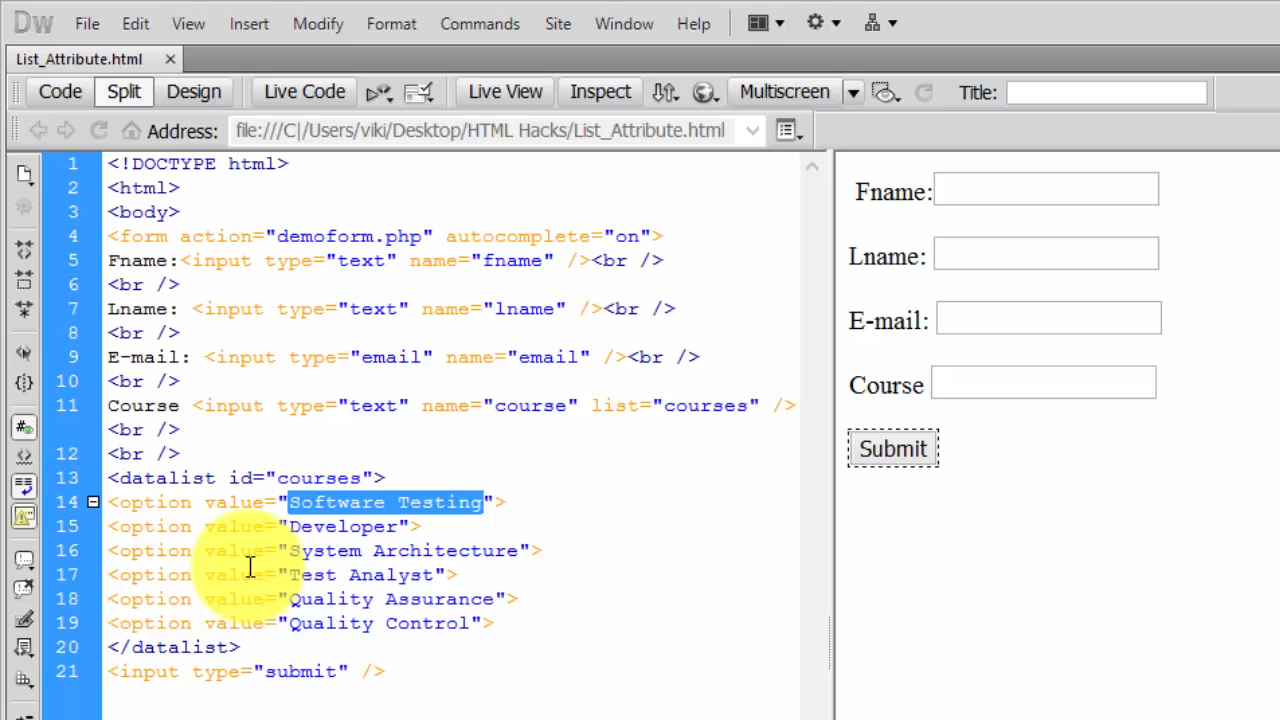 Dw File Edit View Insert Modify Format Commands Site Window Help
List_Attribute.html ×
Code Split Design Live Code Live View Inspect Multiscreen Title:
Address: file:///C|/Users/viki/Desktop/HTML Hacks/List_Attribute.html
1 <!DOCTYPE html>
2 <html>
3 <body>
4 <form action="demoform.php" autocomplete="on">
5 Fname:<input type="text" name="fname" /><br />
6 <br />
7 Lname: <input type="text" name="lname" /><br />
8 <br />
9 E-mail: <input type="email" name="email" /><br />
10 <br />
11 Course <input type="text" name="course" list="courses" />
<br />
12 <br />
13 <datalist id="courses">
14 <option value="Software Testing">
15 <option value="Developer">
16 <option value="System Architecture">
17 <option value="Test Analyst">
18 <option value="Quality Assurance">
19 <option value="Quality Control">
20 </datalist>
21 <input type="submit" />
Fname:
Lname:
E-mail:
Course
Submit